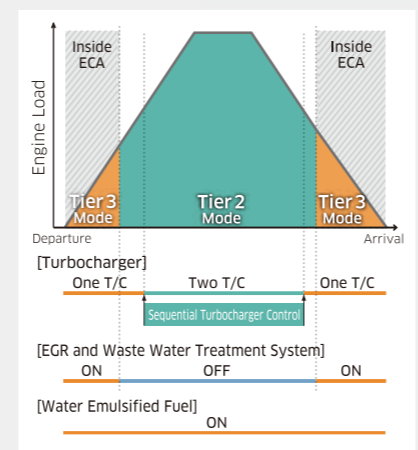 Inside
ECA
Inside
ECA
Engine Load
Tier 3
Mode
Tier 2
Mode
Tier 3
Mode
Departure
Arrival
[Turbocharger]
One T/C
Two T/C
One T/C
Sequential Turbocharger Control
[EGR and Waste Water Treatment System]
ON
OFF
ON
[Water Emulsified Fuel]
ON